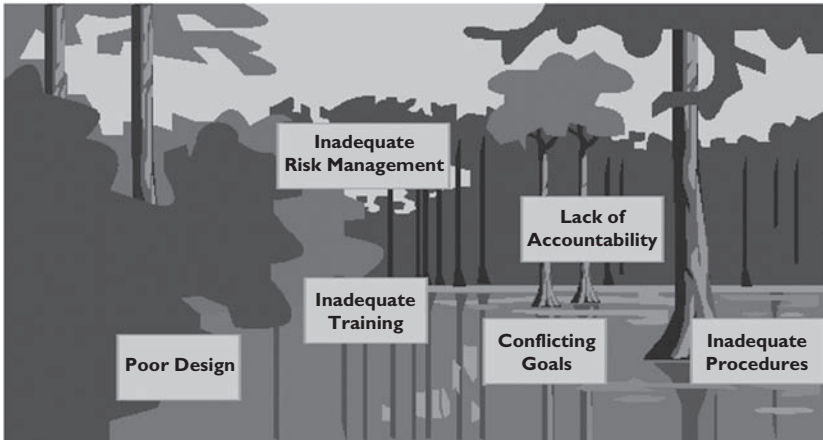 Inadequate
Risk Management
Lack of
Accountability
Inadequate
Training
Conflicting
Goals
Inadequate
Procedures
Poor Design